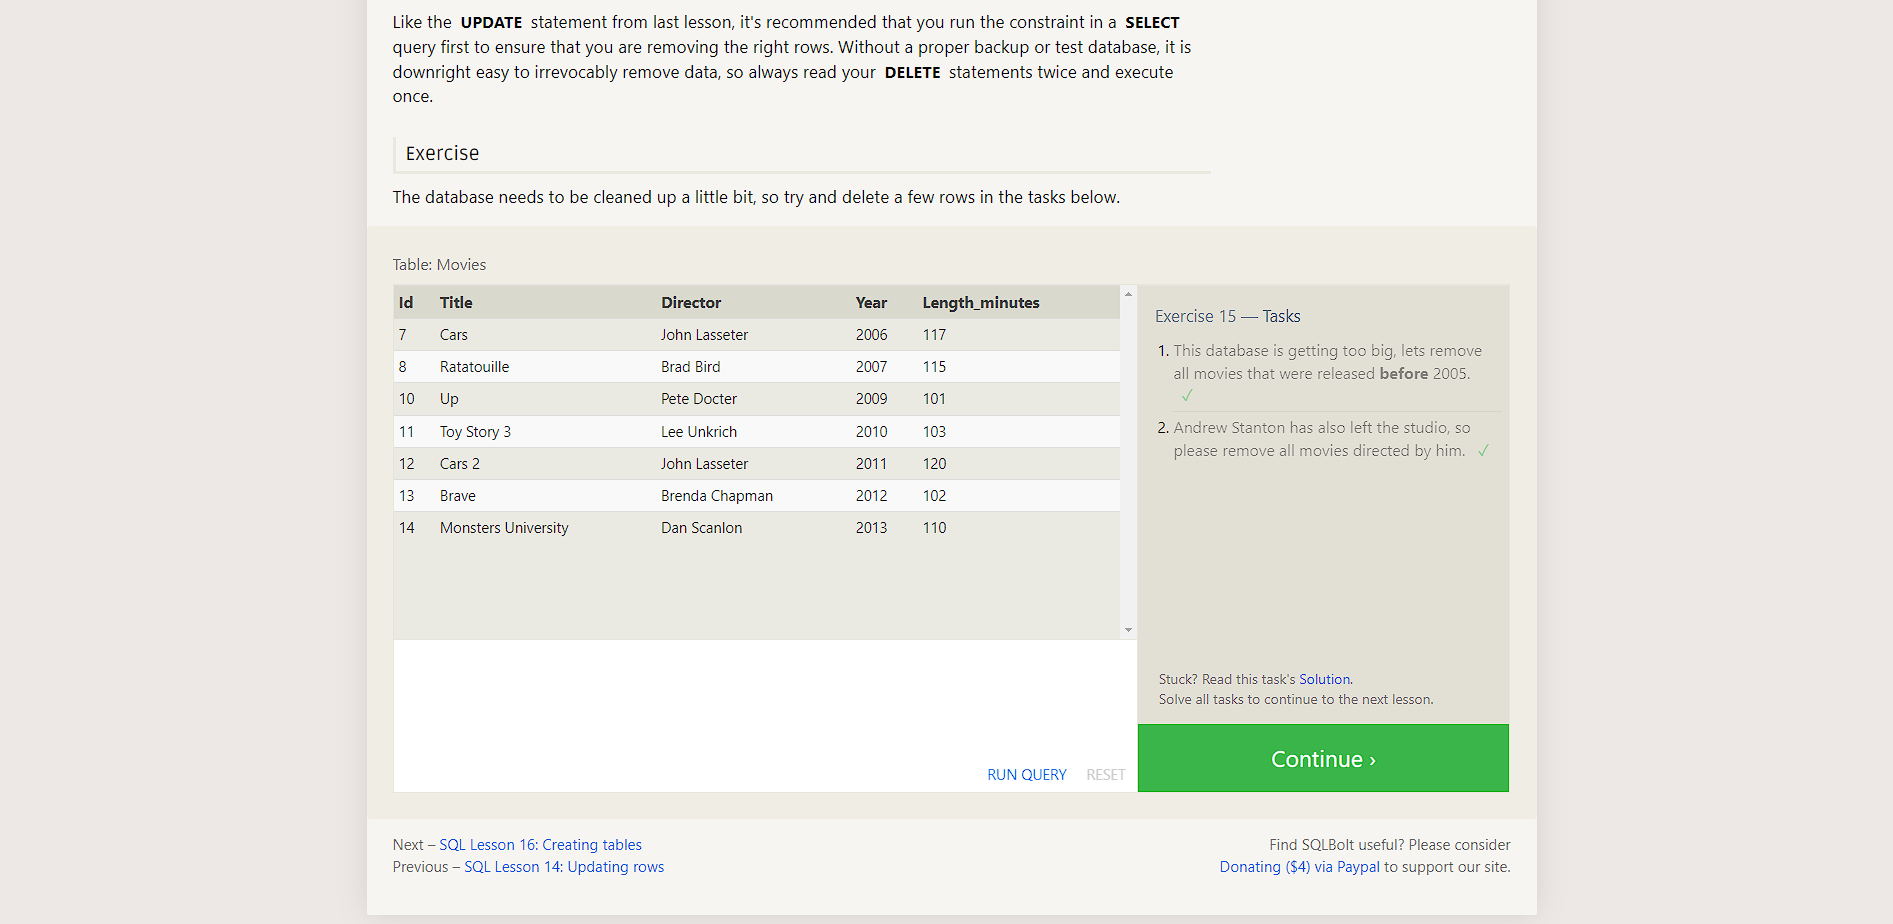 Like the UPDATE statement from last lesson, it's recommended that you run the constraint in a SELECT
query first to ensure that you are removing the right rows. Without a proper backup or test database, it is
downright easy to irrevocably remove data, so always read your DELETE statements twice and execute
once.
Exercise
The database needs to be cleaned up a little bit, so try and delete a few rows in the tasks below.
Table: Movies
Id Title Director Year Length_minutes
7 Cars John Lasseter 2006 117
8 Ratatouille Brad Bird 2007 115
10 Up Pete Docter 2009 101
11 Toy Story 3 Lee Unkrich 2010 103
12 Cars 2 John Lasseter 2011 120
13 Brave Brenda Chapman 2012 102
14 Monsters University Dan Scanlon 2013 110
RUN QUERY RESET
Exercise 15 — Tasks
1. This database is getting too big, lets remove
all movies that were released before 2005.
✓
2. Andrew Stanton has also left the studio, so
please remove all movies directed by him. ✓
Stuck? Read this task's Solution.
Solve all tasks to continue to the next lesson.
Continue ›
Next – SQL Lesson 16: Creating tables
Previous – SQL Lesson 14: Updating rows
Find SQLBolt useful? Please consider
Donating ($4) via Paypal to support our site.